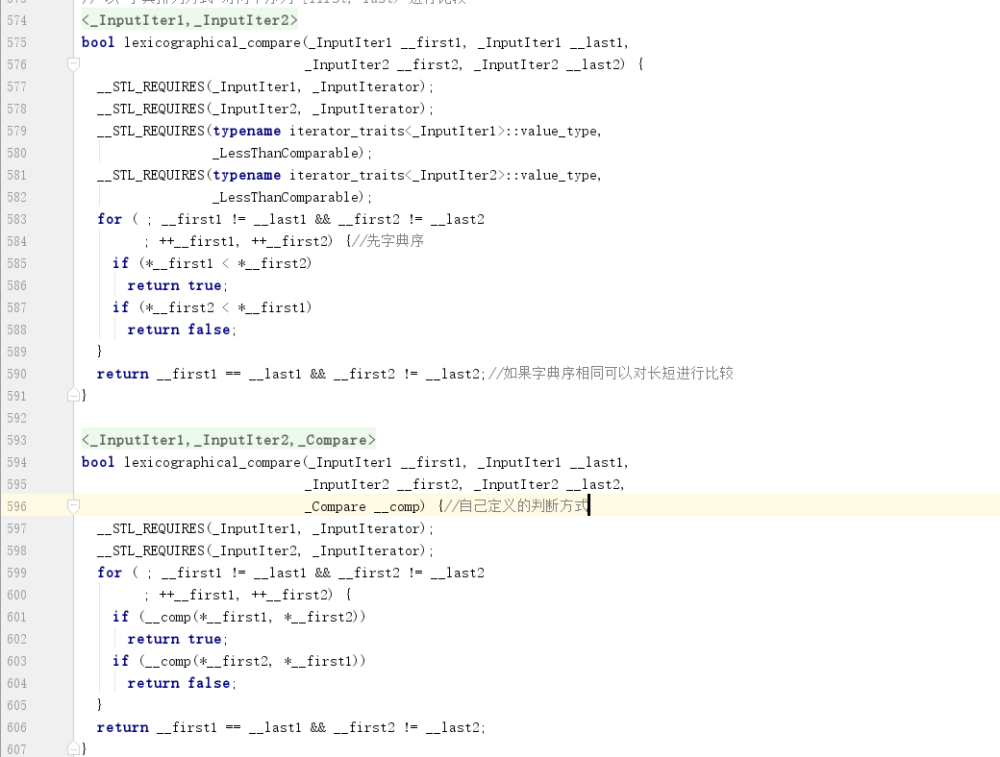 574 <_InputIter1,_InputIter2>
575 bool lexicographical_compare(_InputIter1 __first1, _InputIter1 __last1,
576 _InputIter2 __first2, _InputIter2 __last2) {
577 __STL_REQUIRES(_InputIter1, _InputIterator);
578 __STL_REQUIRES(_InputIter2, _InputIterator);
579 __STL_REQUIRES(typename iterator_traits<_InputIter1>::value_type,
580 _LessThanComparable);
581 __STL_REQUIRES(typename iterator_traits<_InputIter2>::value_type,
582 _LessThanComparable);
583 for ( ; __first1 != __last1 && __first2 != __last2
584 ; ++__first1, ++__first2) {//先字典序
585 if (*__first1 < *__first2)
586 return true;
587 if (*__first2 < *__first1)
588 return false;
589 }
590 return __first1 == __last1 && __first2 != __last2;//如果字典序相同可以对长短进行比较
591 }
592
593 <_InputIter1,_InputIter2,_Compare>
594 bool lexicographical_compare(_InputIter1 __first1, _InputIter1 __last1,
595 _InputIter2 __first2, _InputIter2 __last2,
596 _Compare __comp) {//自己定义的判断方式
597 __STL_REQUIRES(_InputIter1, _InputIterator);
598 __STL_REQUIRES(_InputIter2, _InputIterator);
599 for ( ; __first1 != __last1 && __first2 != __last2
600 ; ++__first1, ++__first2) {
601 if (__comp(*__first1, *__first2))
602 return true;
603 if (__comp(*__first2, *__first1))
604 return false;
605 }
606 return __first1 == __last1 && __first2 != __last2;
607 }